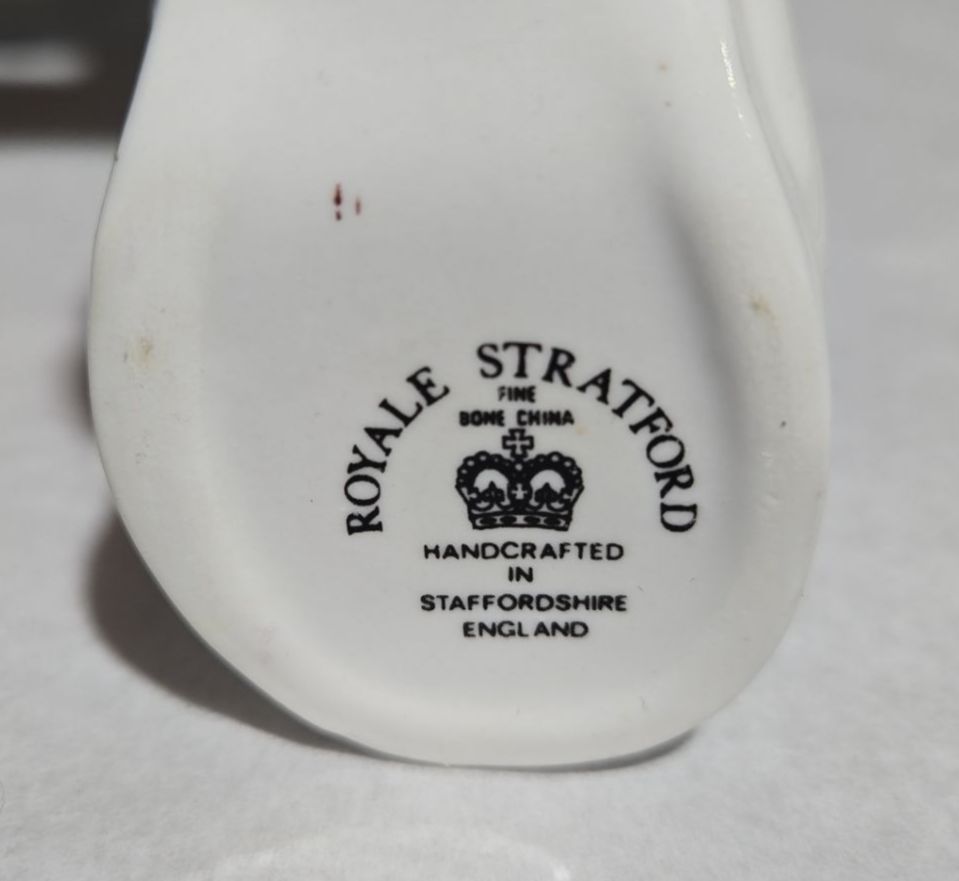 ROYALE STRATFORD
FINE
BONE CHINA
HANDCRAFTED
IN
STAFFORDSHIRE
ENGLAND